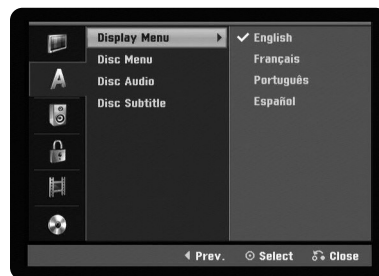 Display Menu
Disc Menu
Disc Audio
Disc Subtitle
English
Français
Português
Español
A
Prev.
Select
Close